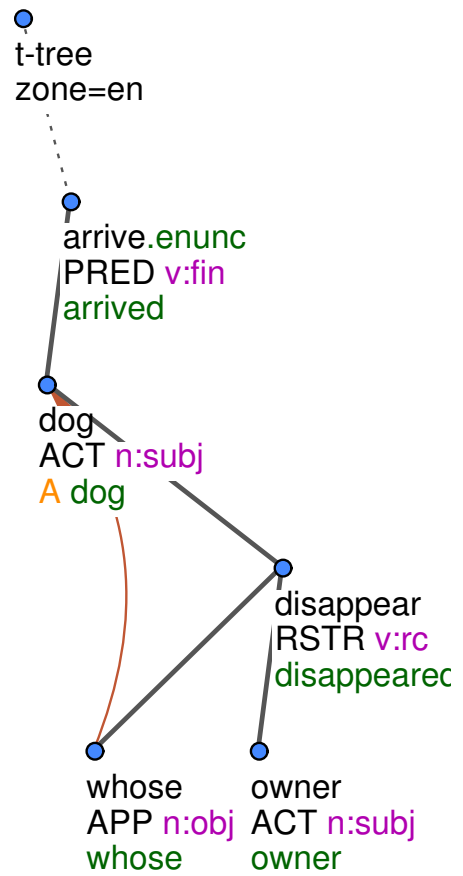 t-tree
zone=en
arrive.enunc
PRED v:fin
arrived
dog
ACT n:subj
A dog
disappear
RSTR v:rc
disappeared
whose
APP n:obj
whose
owner
ACT n:subj
owner